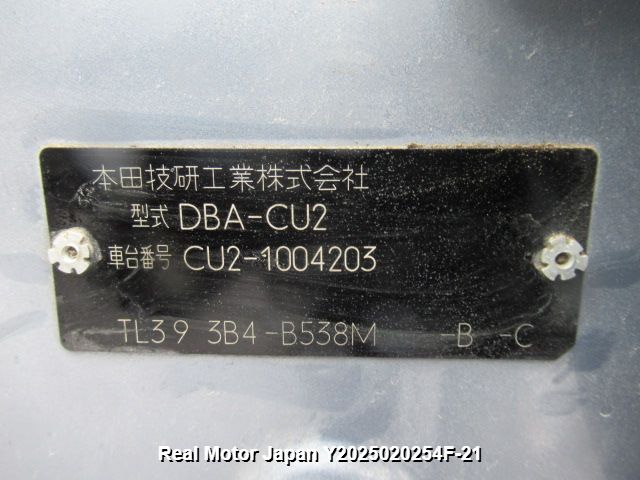 本田技研工業株式会社
型式 DBA-CU2
車台番号 CU2-1004203
TL39 3B4-B538M -B -C
Real Motor Japan Y2025020254F-21